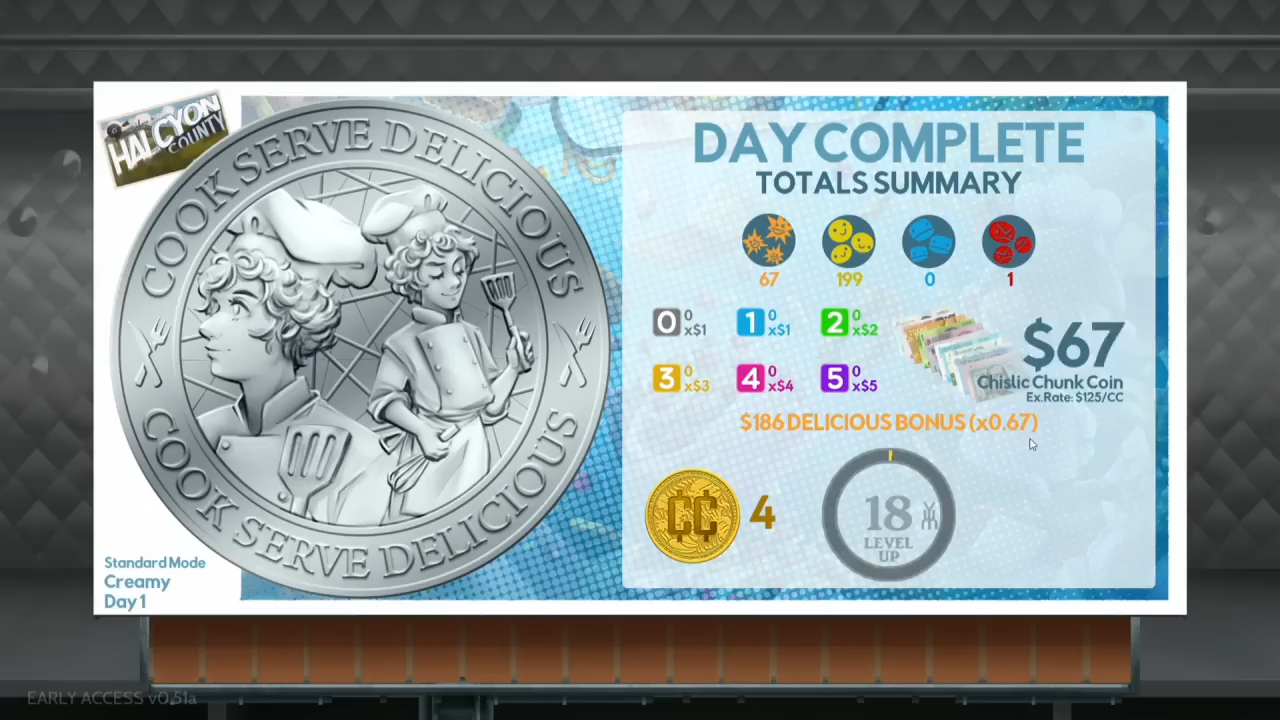 HALCYON
COUNTY
COOK SERVE DELICIOUS
COOK SERVE DELICIOUS
DAY COMPLETE
TOTALS SUMMARY
67 199 0 1
0 0 x$1 1 0 x$1 2 0 x$2
3 0 x$3 4 0 x$4 5 0 x$5
$67
Chislic Chunk Coin
Ex.Rate: $125/CC
$186 DELICIOUS BONUS (x0.67)
CC 4
18
LEVEL
UP
Standard Mode
Creamy
Day 1
EARLY ACCESS v0.51a